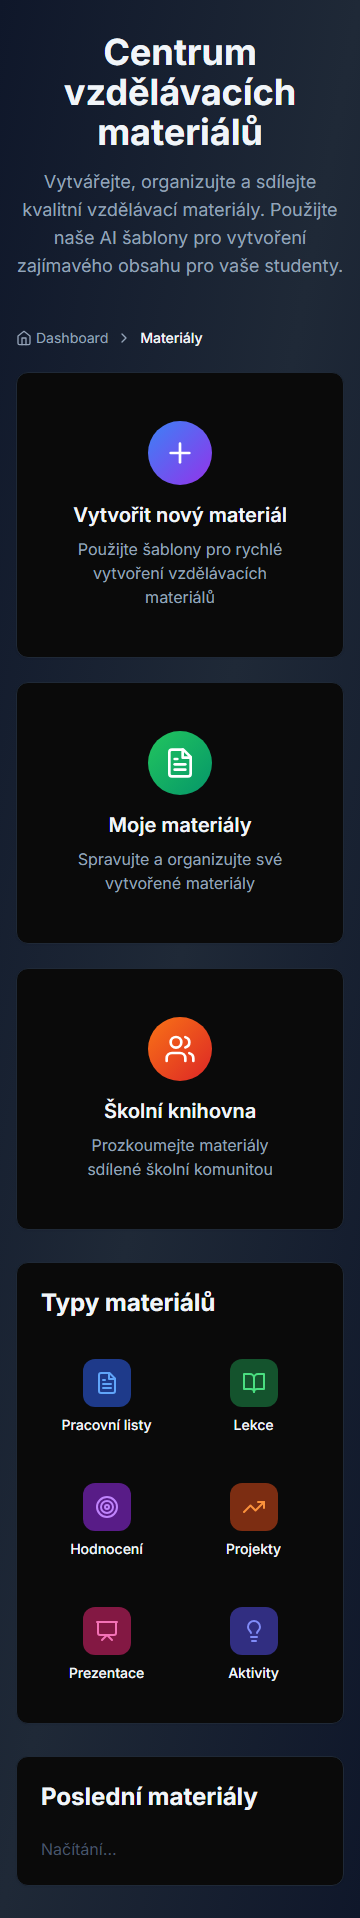 Centrum
vzdělávacích
materiálů
Vytvářejte, organizujte a sdílejte
kvalitní vzdělávací materiály. Použijte
naše AI šablony pro vytvoření
zajímavého obsahu pro vaše studenty.
Dashboard > Materiály
Vytvořit nový materiál
Použijte šablony pro rychlé
vytvoření vzdělávacích
materiálů
Moje materiály
Spravujte a organizujte své
vytvořené materiály
Školní knihovna
Prozkoumejte materiály
sdílené školní komunitou
Typy materiálů
Pracovní listy
Lekce
Hodnocení
Projekty
Prezentace
Aktivity
Poslední materiály
Načítání...